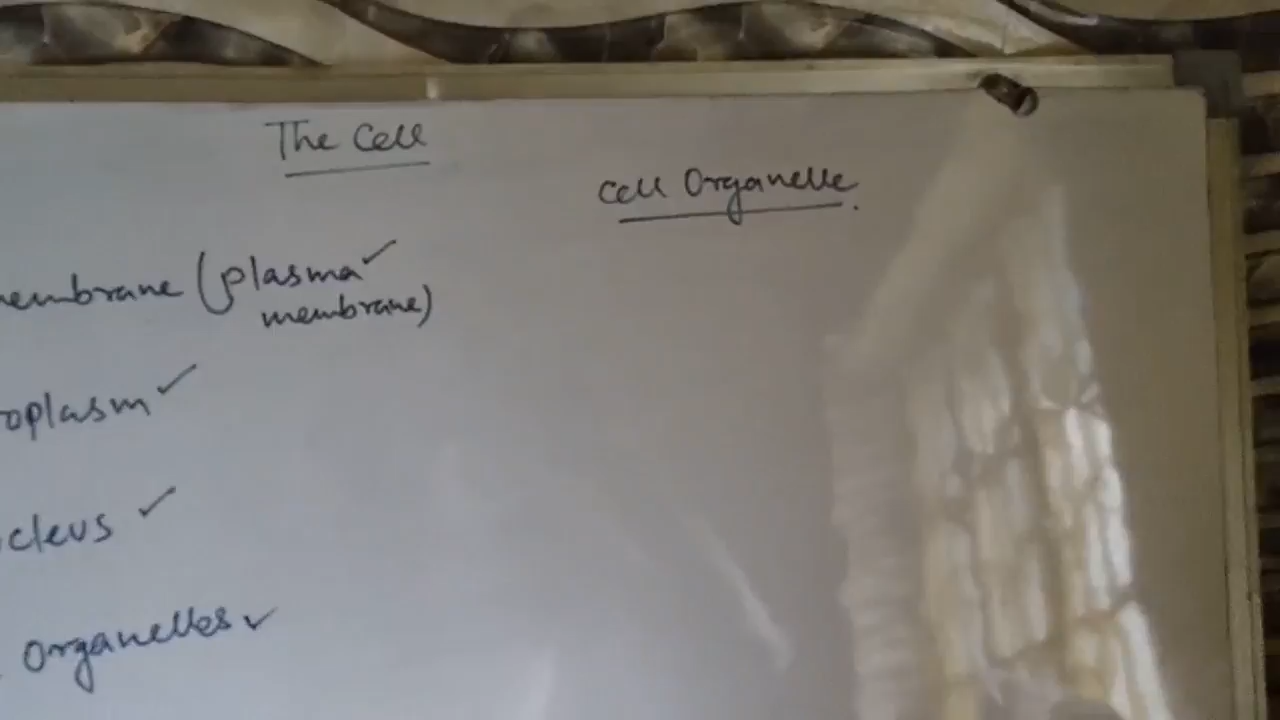 The Cell
Cell Organelle.
membrane (plasma ✓
membrane)
oplasm ✓
cleus ✓
Organelles ✓